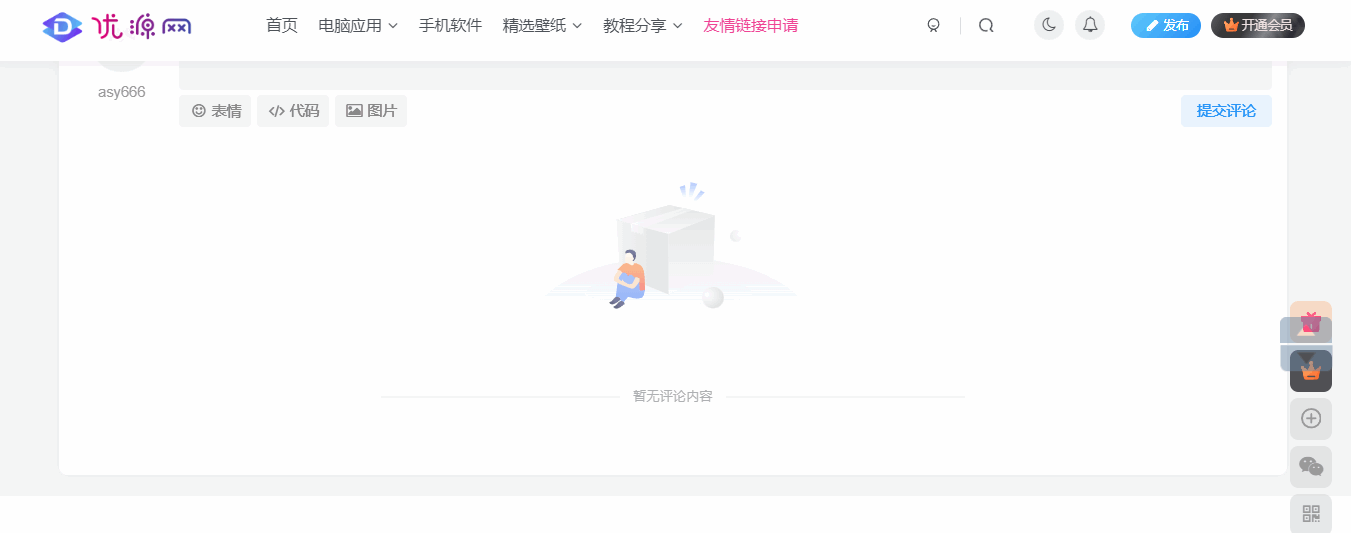 优源网 首页 电脑应用 手机软件 精选壁纸 教程分享 友情链接申请 发布 开通会员
asy666
表情 代码 图片 提交评论
暂无评论内容